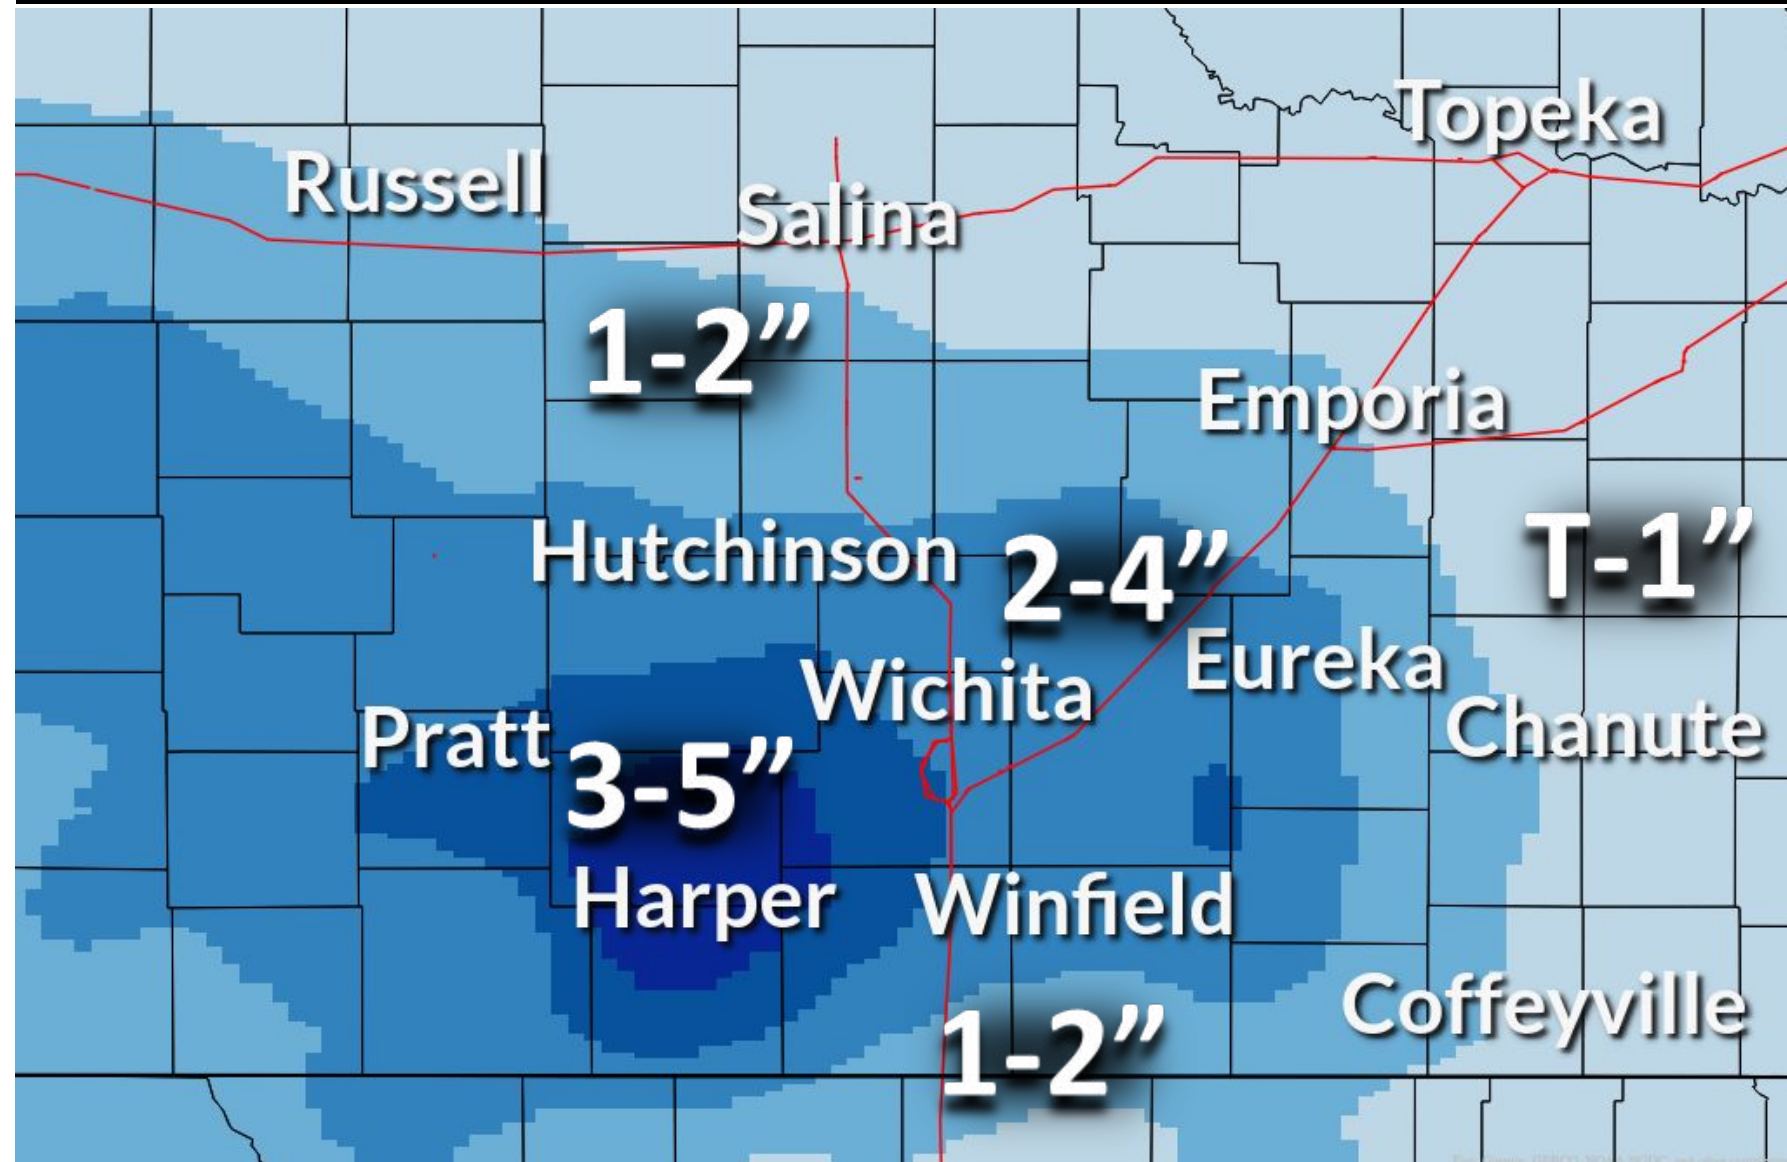 Topeka
Russell
Salina
1-2”
Emporia
Hutchinson
2-4”
T-1”
Eureka
Wichita
Chanute
Pratt
3-5”
Harper
Winfield
Coffeyville
1-2”